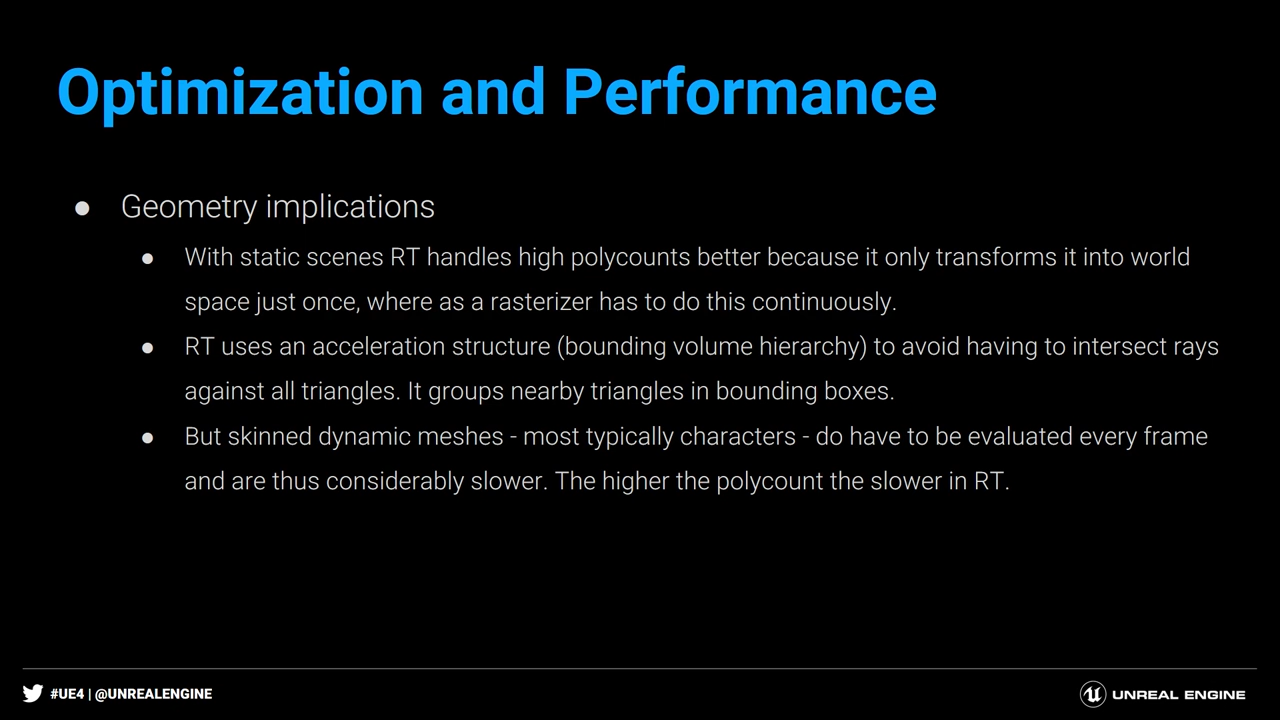 Optimization and Performance
● Geometry implications
● With static scenes RT handles high polycounts better because it only transforms it into world
space just once, where as a rasterizer has to do this continuously.
● RT uses an acceleration structure (bounding volume hierarchy) to avoid having to intersect rays
against all triangles. It groups nearby triangles in bounding boxes.
● But skinned dynamic meshes - most typically characters - do have to be evaluated every frame
and are thus considerably slower. The higher the polycount the slower in RT.
#UE4 | @UNREALENGINE
UNREAL ENGINE